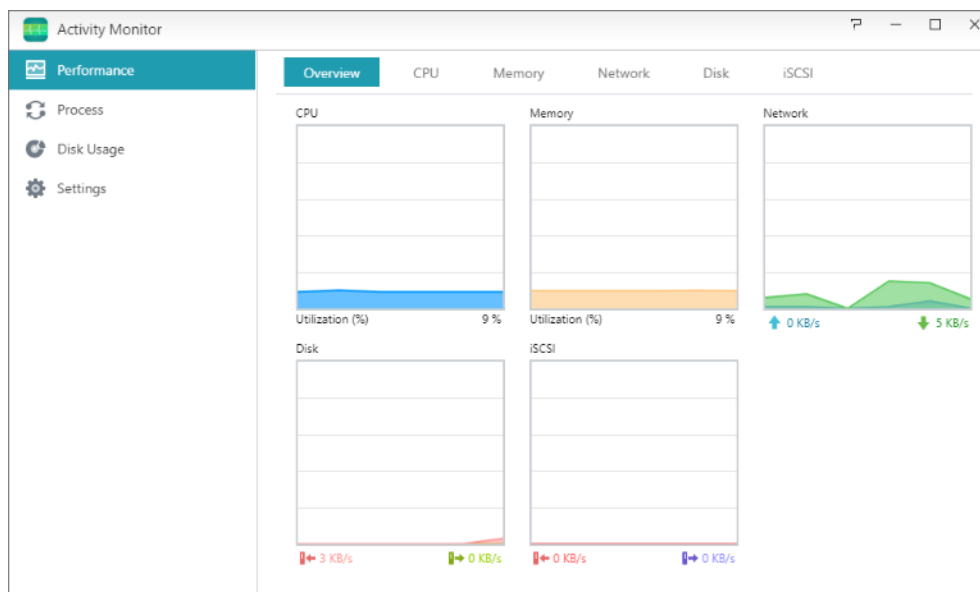 Activity Monitor
Performance
Process
Disk Usage
Settings
Overview CPU Memory Network Disk iSCSI
CPU Memory Network
Utilization (%) 9 % Utilization (%) 9 % 0 KB/s 5 KB/s
Disk iSCSI
3 KB/s 0 KB/s 0 KB/s 0 KB/s